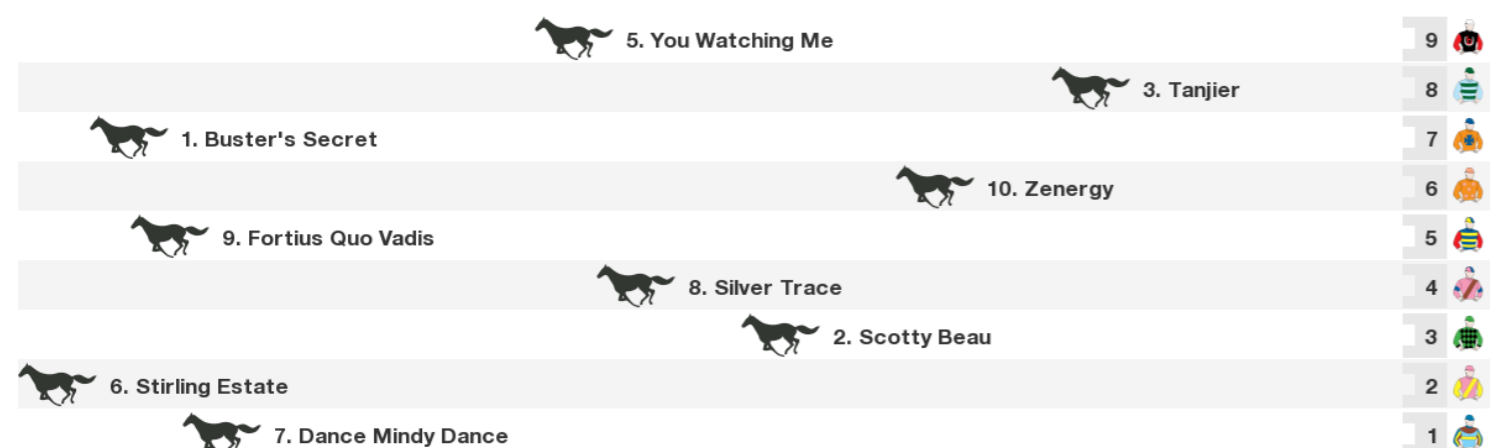 5. You Watching Me 9
3. Tanjier 8
1. Buster's Secret 7
10. Zenergy 6
9. Fortius Quo Vadis 5
8. Silver Trace 4
2. Scotty Beau 3
6. Stirling Estate 2
7. Dance Mindy Dance 1